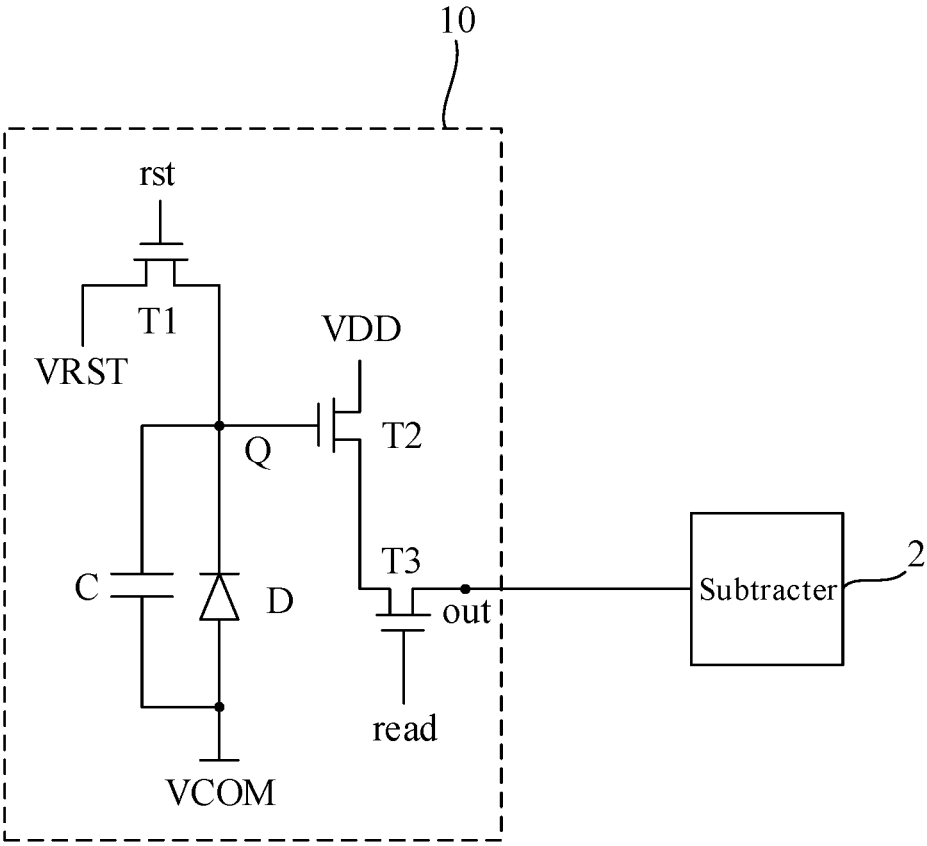 10
rst
T1
VRST
VDD
Q
T2
C
D
T3
out
Subtracter
2
read
VCOM